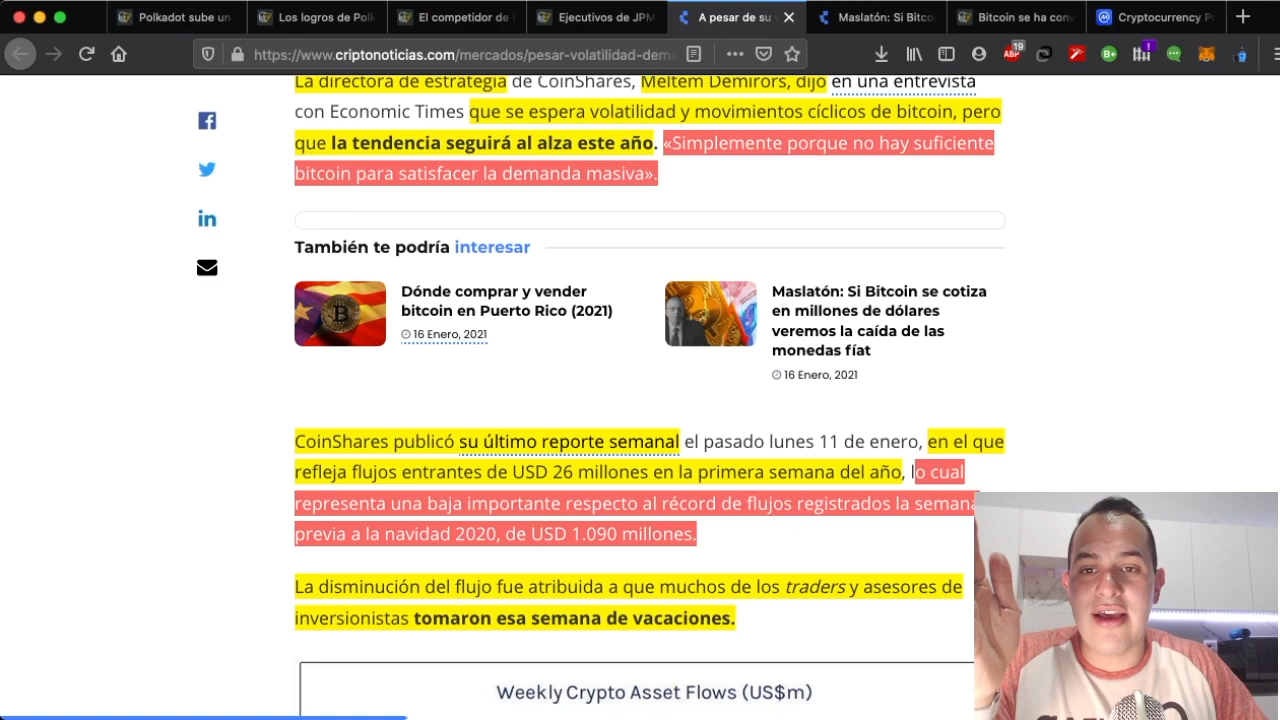 Polkadot sube un
Los logros de Polk
El competidor de
Ejecutivos de JPM
A pesar de su v
Maslatón: Si Bitco
Bitcoin se ha conv
Cryptocurrency Pr
https://www.criptonoticias.com/mercados/pesar-volatilidad-dema
19
La directora de estrategia de CoinShares, Meltem Demirors, dijo en una entrevista
con Economic Times que se espera volatilidad y movimientos cíclicos de bitcoin, pero
que la tendencia seguirá al alza este año. «Simplemente porque no hay suficiente
bitcoin para satisfacer la demanda masiva».
También te podría interesar
Dónde comprar y vender
bitcoin en Puerto Rico (2021)
16 Enero, 2021
Maslatón: Si Bitcoin se cotiza
en millones de dólares
veremos la caída de las
monedas fíat
16 Enero, 2021
CoinShares publicó su último reporte semanal el pasado lunes 11 de enero, en el que
refleja flujos entrantes de USD 26 millones en la primera semana del año, lo cual
representa una baja importante respecto al récord de flujos registrados la semana
previa a la navidad 2020, de USD 1.090 millones.
La disminución del flujo fue atribuida a que muchos de los traders y asesores de
inversionistas tomaron esa semana de vacaciones.
Weekly Crypto Asset Flows (US$m)